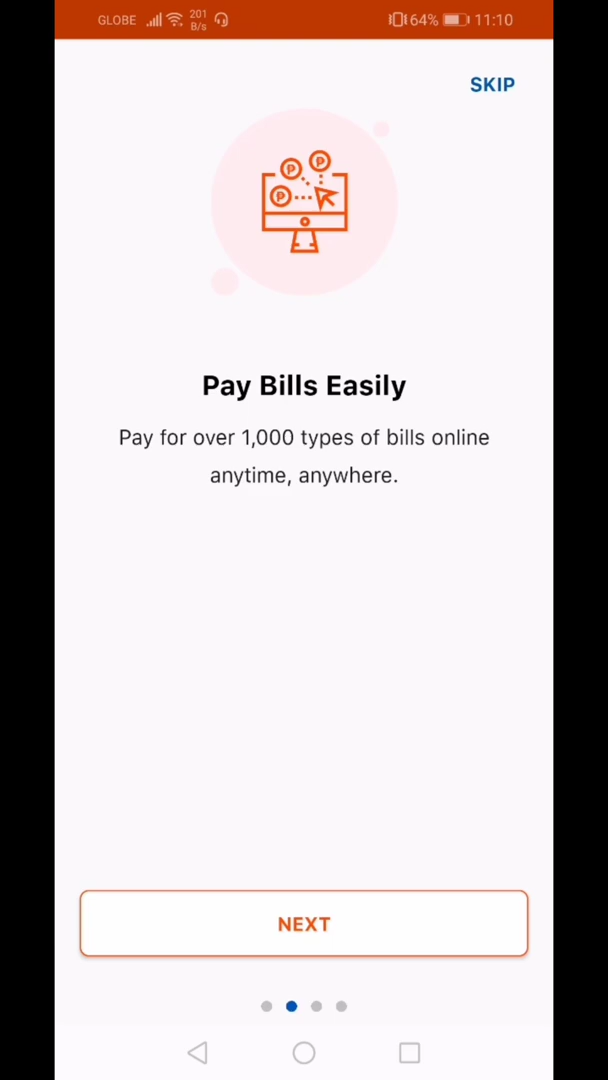 GLOBE 201 B/s 64% 11:10
SKIP
P P P
Pay Bills Easily
Pay for over 1,000 types of bills online
anytime, anywhere.
NEXT